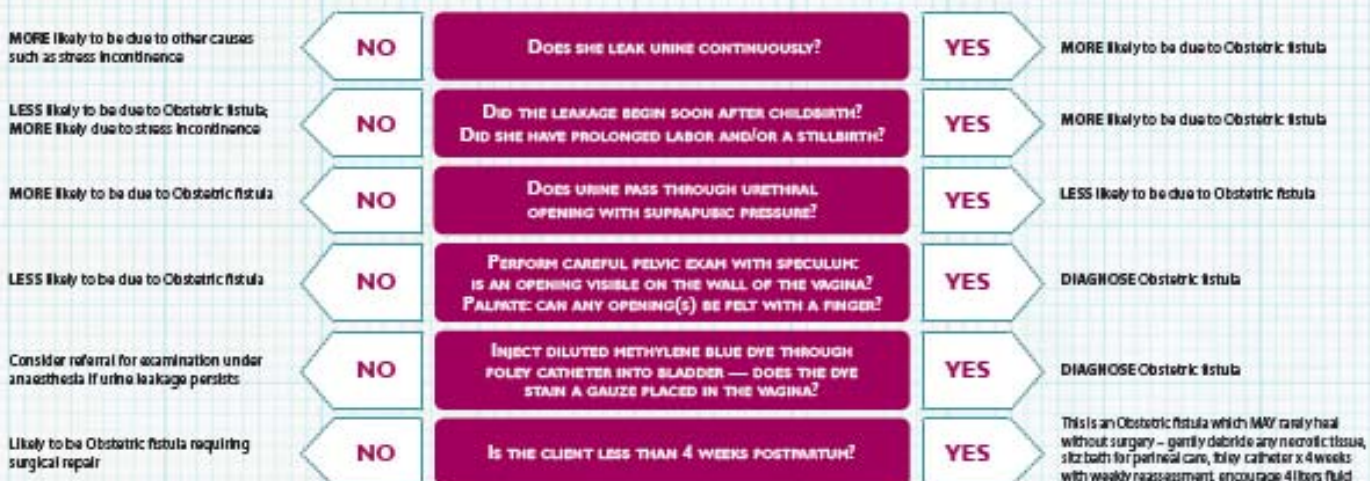 MORE likely to be due to other causes
such as stress incontinence
NO
DOES SHE LEAK URINE CONTINUOUSLY?
YES
MORE likely to be due to Obstetric fistula
LESS likely to be due to Obstetric fistula;
MORE likely due to stress incontinence
NO
DID THE LEAKAGE BEGIN SOON AFTER CHILDBIRTH?
DID SHE HAVE PROLONGED LABOR AND/OR A STILLBIRTH?
YES
MORE likely to be due to Obstetric fistula
MORE likely to be due to Obstetric fistula
NO
DOES URINE PASS THROUGH URETHRAL
OPENING WITH SUPRAPUBIC PRESSURE?
YES
LESS likely to be due to Obstetric fistula
LESS likely to be due to Obstetric fistula
NO
PERFORM CAREFUL PELVIC EXAM WITH SPECULUM:
IS AN OPENING VISIBLE ON THE WALL OF THE VAGINA?
PALPATE: CAN ANY OPENING(S) BE FELT WITH A FINGER?
YES
DIAGNOSE Obstetric fistula
Consider referral for examination under
anaesthesia if urine leakage persists
NO
INJECT DILUTED METHYLENE BLUE DYE THROUGH
FOLEY CATHETER INTO BLADDER — DOES THE DYE
STAIN A GAUZE PLACED IN THE VAGINA?
YES
DIAGNOSE Obstetric fistula
Likely to be Obstetric fistula requiring
surgical repair
NO
IS THE CLIENT LESS THAN 4 WEEKS POSTPARTUM?
YES
This is an Obstetric fistula which MAY rarely heal
without surgery – gently debride any necrotic tissue,
sitz bath for perineal care, foley catheter x 4 weeks
with weekly reassessment, encourage 4 liters fluid